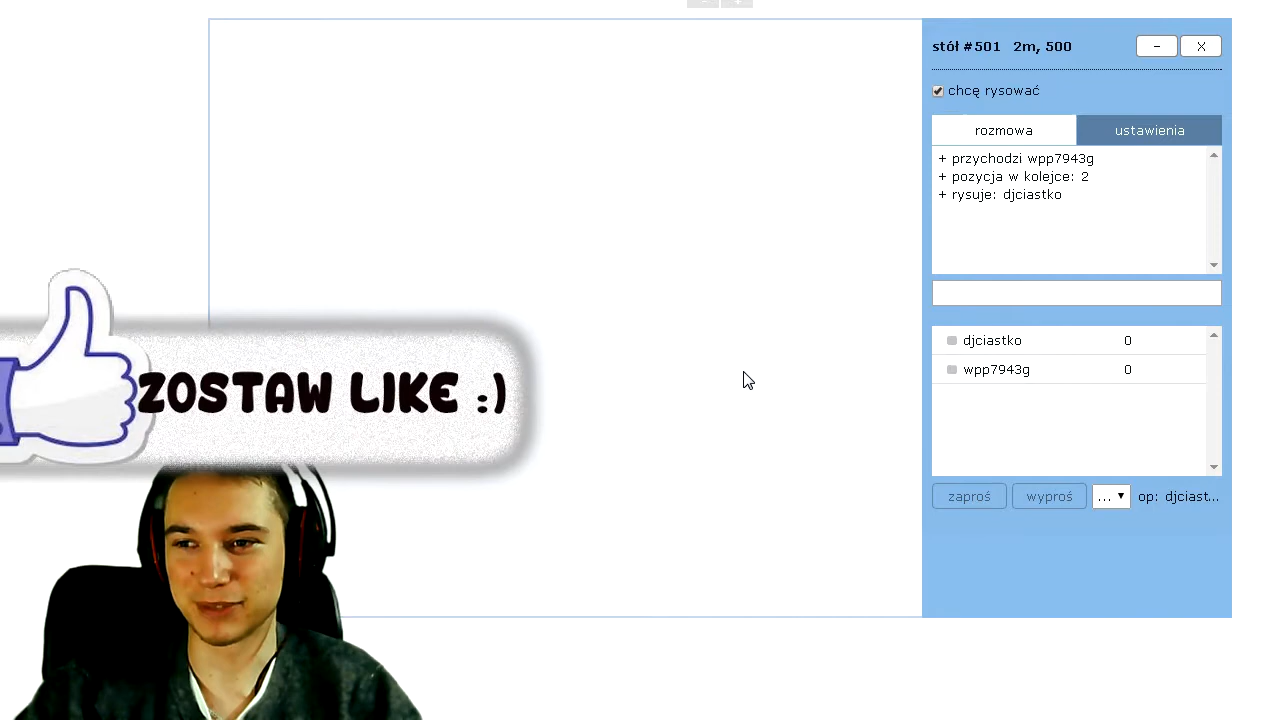 stół #501 2m, 500
–
X
chcę rysować
rozmowa
ustawienia
+ przychodzi wpp7943g
+ pozycja w kolejce: 2
+ rysuje: djciastko
djciastko 0
wpp7943g 0
zaproś
wyproś
...
op: djciast...
ZOSTAW LIKE :)